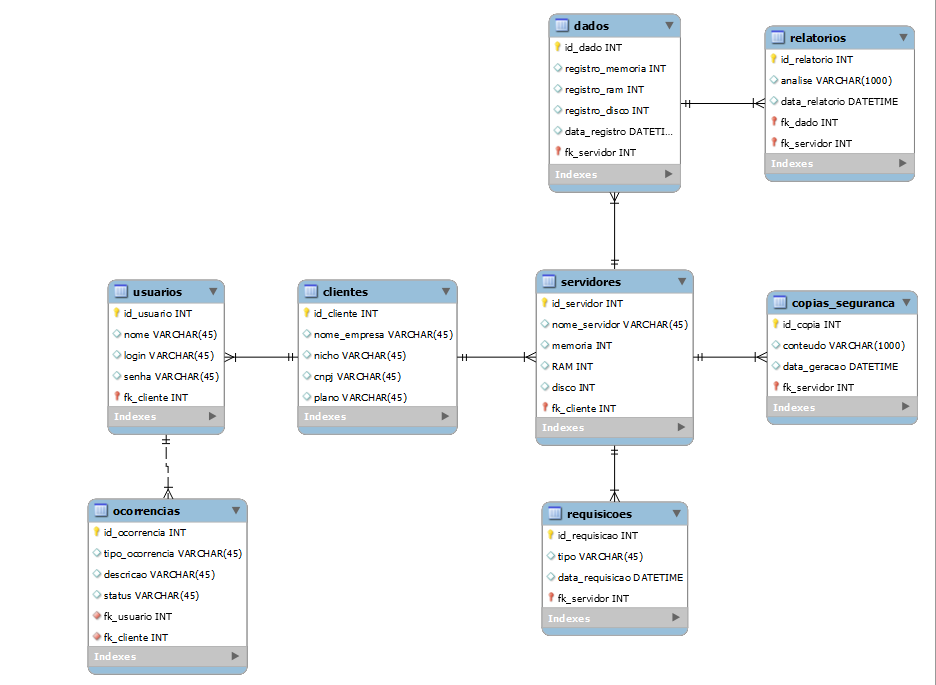 dados
id_dado INT
registro_memoria INT
registro_ram INT
registro_disco INT
data_registro DATETI...
fk_servidor INT
Indexes
relatorios
id_relatorio INT
analise VARCHAR(1000)
data_relatorio DATETIME
fk_dado INT
fk_servidor INT
Indexes
usuarios
id_usuario INT
nome VARCHAR(45)
login VARCHAR(45)
senha VARCHAR(45)
fk_cliente INT
Indexes
clientes
id_cliente INT
nome_empresa VARCHAR(45)
nicho VARCHAR(45)
cnpj VARCHAR(45)
plano VARCHAR(45)
Indexes
servidores
id_servidor INT
nome_servidor VARCHAR(45)
memoria INT
RAM INT
disco INT
fk_cliente INT
Indexes
copias_seguranca
id_copia INT
conteudo VARCHAR(1000)
data_geracao DATETIME
fk_servidor INT
Indexes
ocorrencias
id_ocorrencia INT
tipo_ocorrencia VARCHAR(45)
descricao VARCHAR(45)
status VARCHAR(45)
fk_usuario INT
fk_cliente INT
Indexes
requisicoes
id_requisicao INT
tipo VARCHAR(45)
data_requisicao DATETIME
fk_servidor INT
Indexes